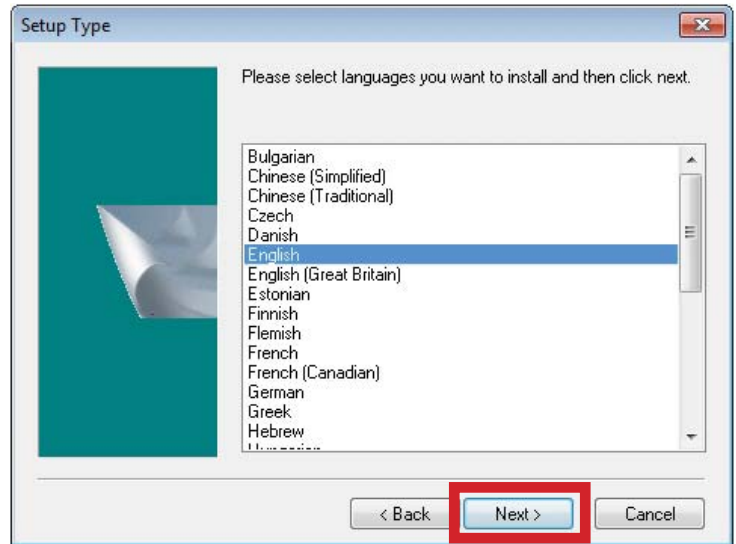 Setup Type
Please select languages you want to install and then click next.
Bulgarian
Chinese (Simplified)
Chinese (Traditional)
Czech
Danish
English
English (Great Britain)
Estonian
Finnish
Flemish
French
French (Canadian)
German
Greek
Hebrew
< Back
Next >
Cancel